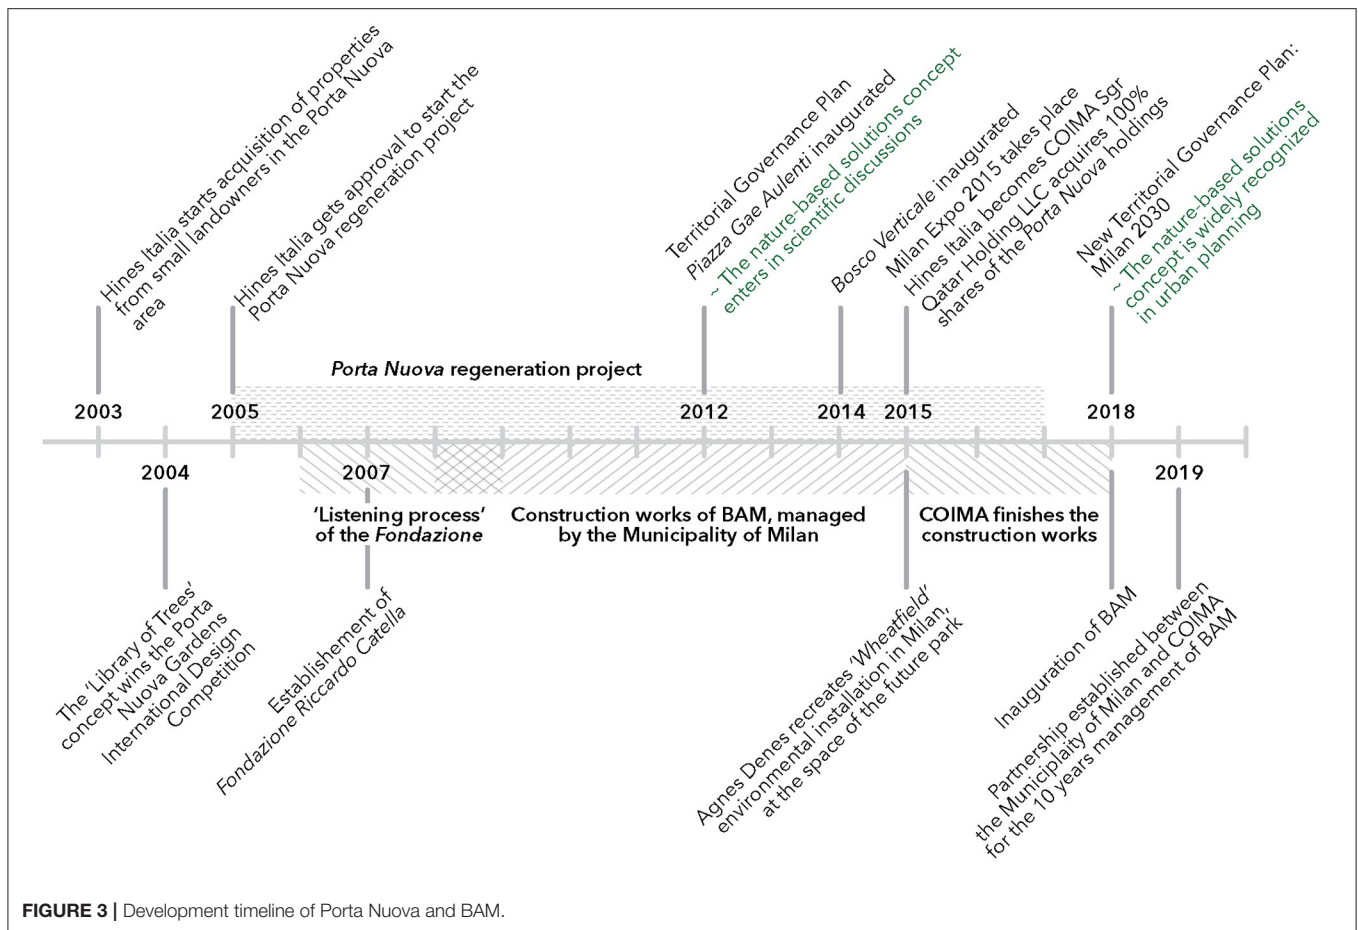 Hines Italia starts acquisition of properties
from small landowners in the Porta Nuova
area
Hines Italia gets approval to start the
Porta Nuova regeneration project
Territorial Governance Plan
Piazza Gae Aulenti inaugurated
~ The nature-based solutions concept
enters in scientific discussions
Bosco Verticale inaugurated
Milan Expo 2015 takes place
Hines Italia becomes COIMA Sgr
Qatar Holding LLC acquires 100%
shares of the Porta Nuova holdings
New Territorial Governance Plan:
Milan 2030
~ The nature-based solutions
concept is widely recognized
in urban planning
Porta Nuova regeneration project
2003
2005
2012
2014
2015
2018
2004
2007
2019
'Listening process'
of the Fondazione
Construction works of BAM, managed
by the Municipality of Milan
COIMA finishes the
construction works
The 'Library of Trees'
concept wins the Porta
Nuova Gardens
International Design
Competition
Establishement of
Fondazione Riccardo Catella
Agnes Denes recreates 'Wheatfield'
environmental installation in Milan,
at the space of the future park
Inauguration of BAM
Partnership established between
the Municiplaity of Milan and COIMA
for the 10 years management of BAM
FIGURE 3 | Development timeline of Porta Nuova and BAM.